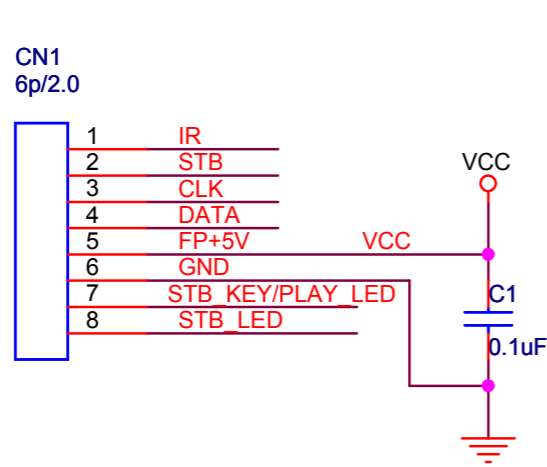 CN1
6p/2.0
1 IR
2 STB
3 CLK
4 DATA
5 FP+5V VCC
6 GND
7 STB_KEY/PLAY_LED
8 STB_LED
VCC
C1
0.1uF